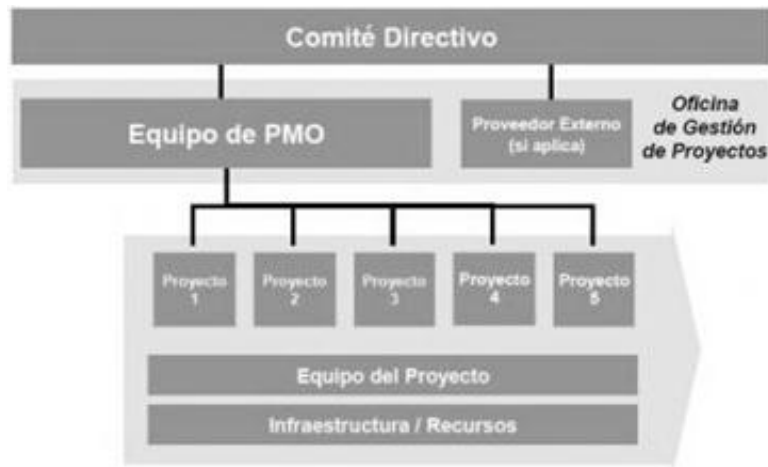 Comité Directivo
Equipo de PMO
Proveedor Externo
(si aplica)
Oficina
de Gestión
de Proyectos
Proyecto
1
Proyecto
2
Proyecto
3
Proyecto
4
Proyecto
5
Equipo del Proyecto
Infraestructura / Recursos